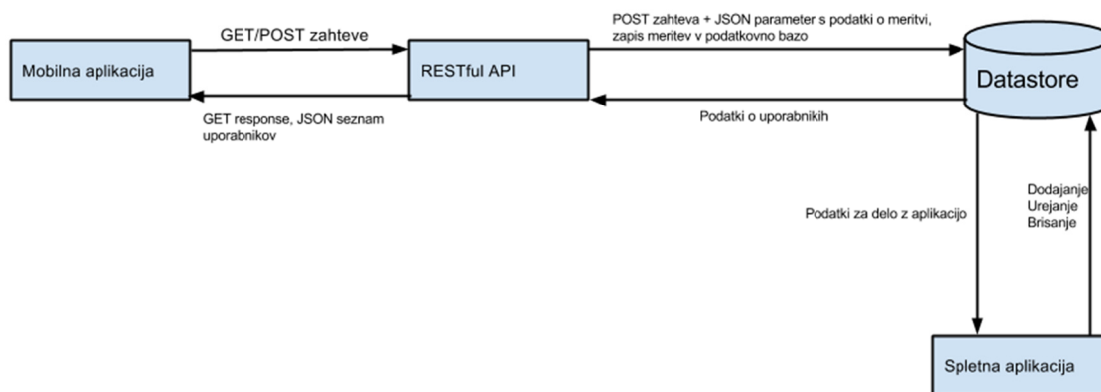 POST zahteva + JSON parameter s podatki o meritvi,
zapis meritev v podatkovno bazo
GET/POST zahteve
Mobilna aplikacija
RESTful API
Datastore
GET response, JSON seznam
uporabnikov
Podatki o uporabnikih
Podatki za delo z aplikacijo
Dodajanje
Urejanje
Brisanje
Spletna aplikacija